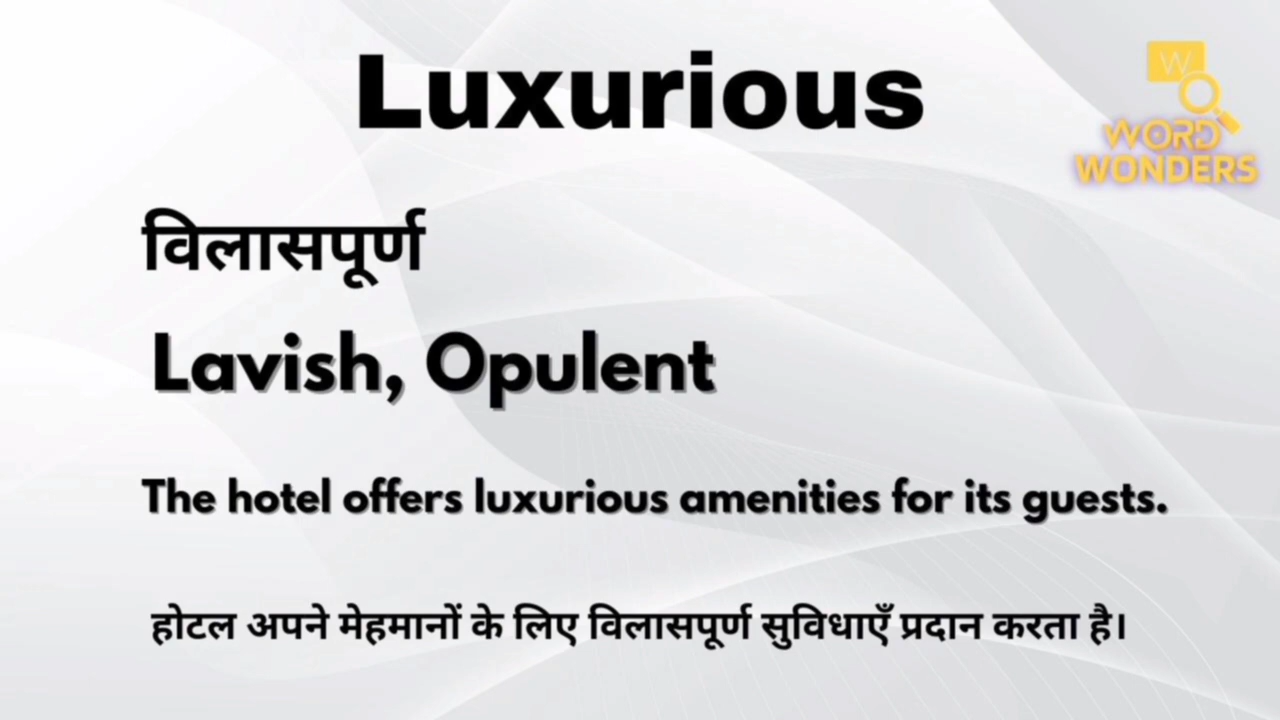 Luxurious
W
WORD
WONDERS
विलासपूर्ण
Lavish, Opulent
The hotel offers luxurious amenities for its guests.
होटल अपने मेहमानों के लिए विलासपूर्ण सुविधाएँ प्रदान करता है।